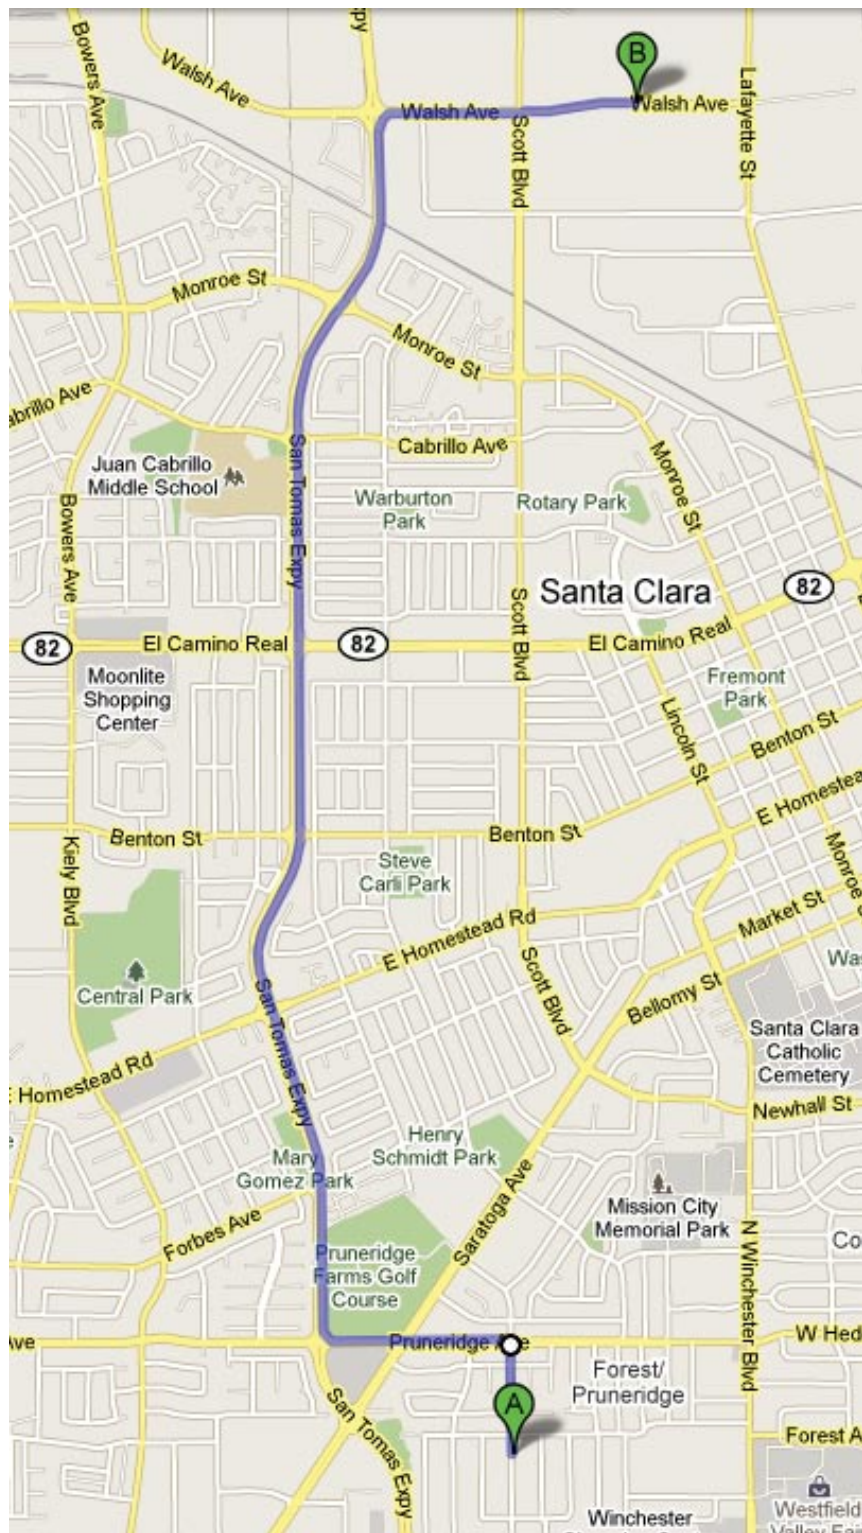 Expy
B
Bowers Ave
Walsh Ave
Walsh Ave
Walsh Ave
Lafayette St
Scott Blvd
Monroe St
Monroe St
Cabrillo Ave
Juan Cabrillo
Middle School
San Tomas Expy
Warburton
Park
Rotary Park
Monroe St
Bowers Ave
Scott Blvd
Santa Clara
82
82
El Camino Real
82
El Camino Real
Moonlite
Shopping
Center
Fremont
Park
Lincoln St
Benton St
Benton St
Benton St
E Homestea
Kiely Blvd
Steve
Carli Park
Monroe
Market St
E Homestead Rd
Central Park
San Tomas Expy
Scott Blvd
Bellomy St
Was
Santa Clara
Catholic
Cemetery
E Homestead Rd
Newhall St
Henry
Schmidt Park
Mary
Gomez Park
Saratoga Ave
Mission City
Memorial Park
N Winchester Blvd
Forbes Ave
Co
Pruneridge
Farms Golf
Course
Ave
Pruneridge Ave
W Hed
Forest/
Pruneridge
San Tomas Expy
A
Forest A
Winchester
Westfield